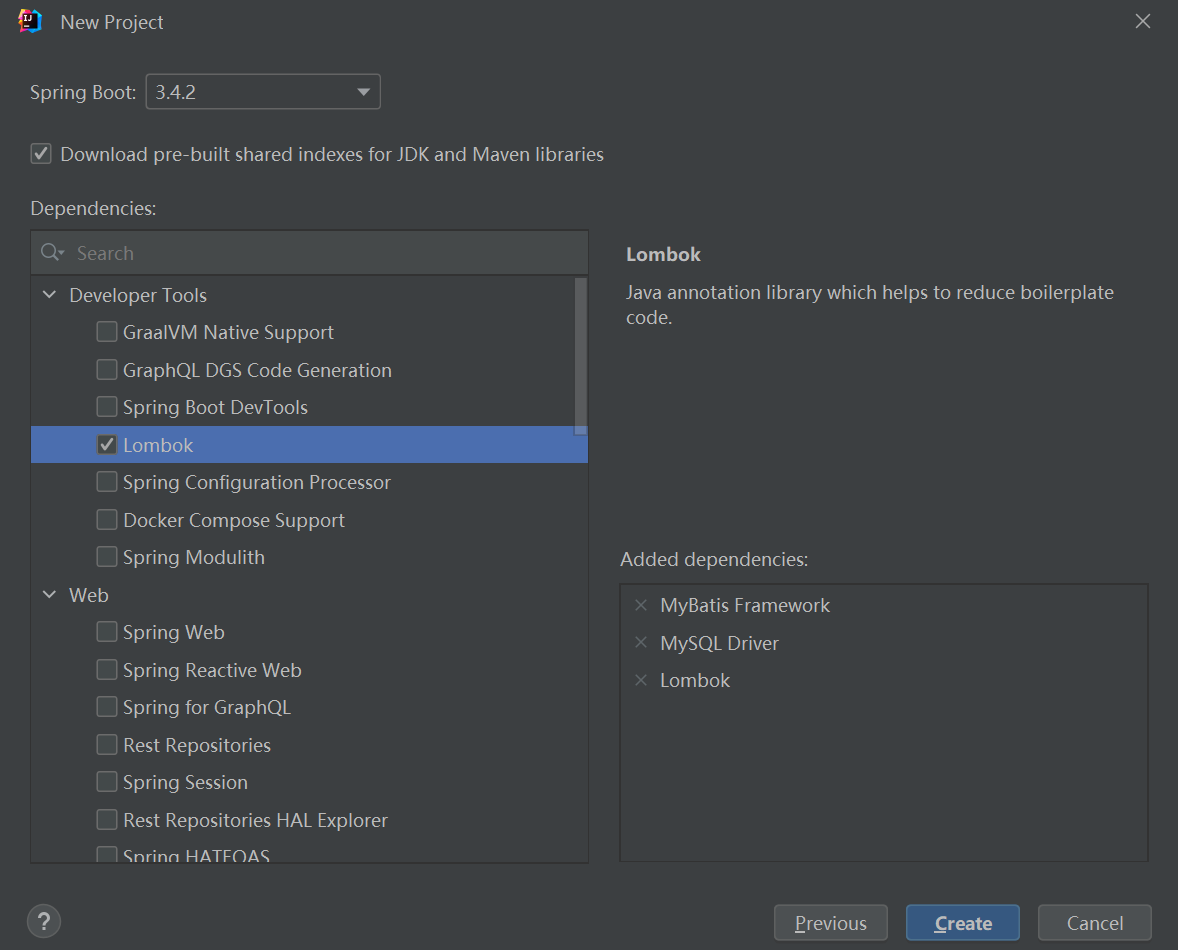 New Project
Spring Boot: 3.4.2
Download pre-built shared indexes for JDK and Maven libraries
Dependencies:
Search
Developer Tools
GraalVM Native Support
GraphQL DGS Code Generation
Spring Boot DevTools
Lombok
Spring Configuration Processor
Docker Compose Support
Spring Modulith
Web
Spring Web
Spring Reactive Web
Spring for GraphQL
Rest Repositories
Spring Session
Rest Repositories HAL Explorer
Spring HATEOAS
Lombok
Java annotation library which helps to reduce boilerplate
code.
Added dependencies:
MyBatis Framework
MySQL Driver
Lombok
? Previous Create Cancel